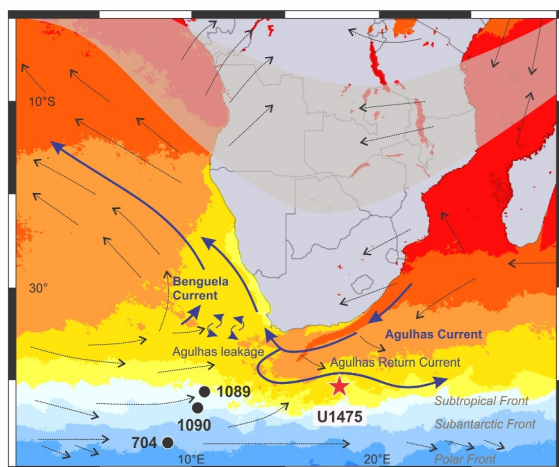 10°S
30°
Benguela
Current
Agulhas Current
Agulhas leakage
Agulhas Return Current
1089
U1475
Subtropical Front
1090
Subantarctic Front
704
Polar Front
10°E
20°E